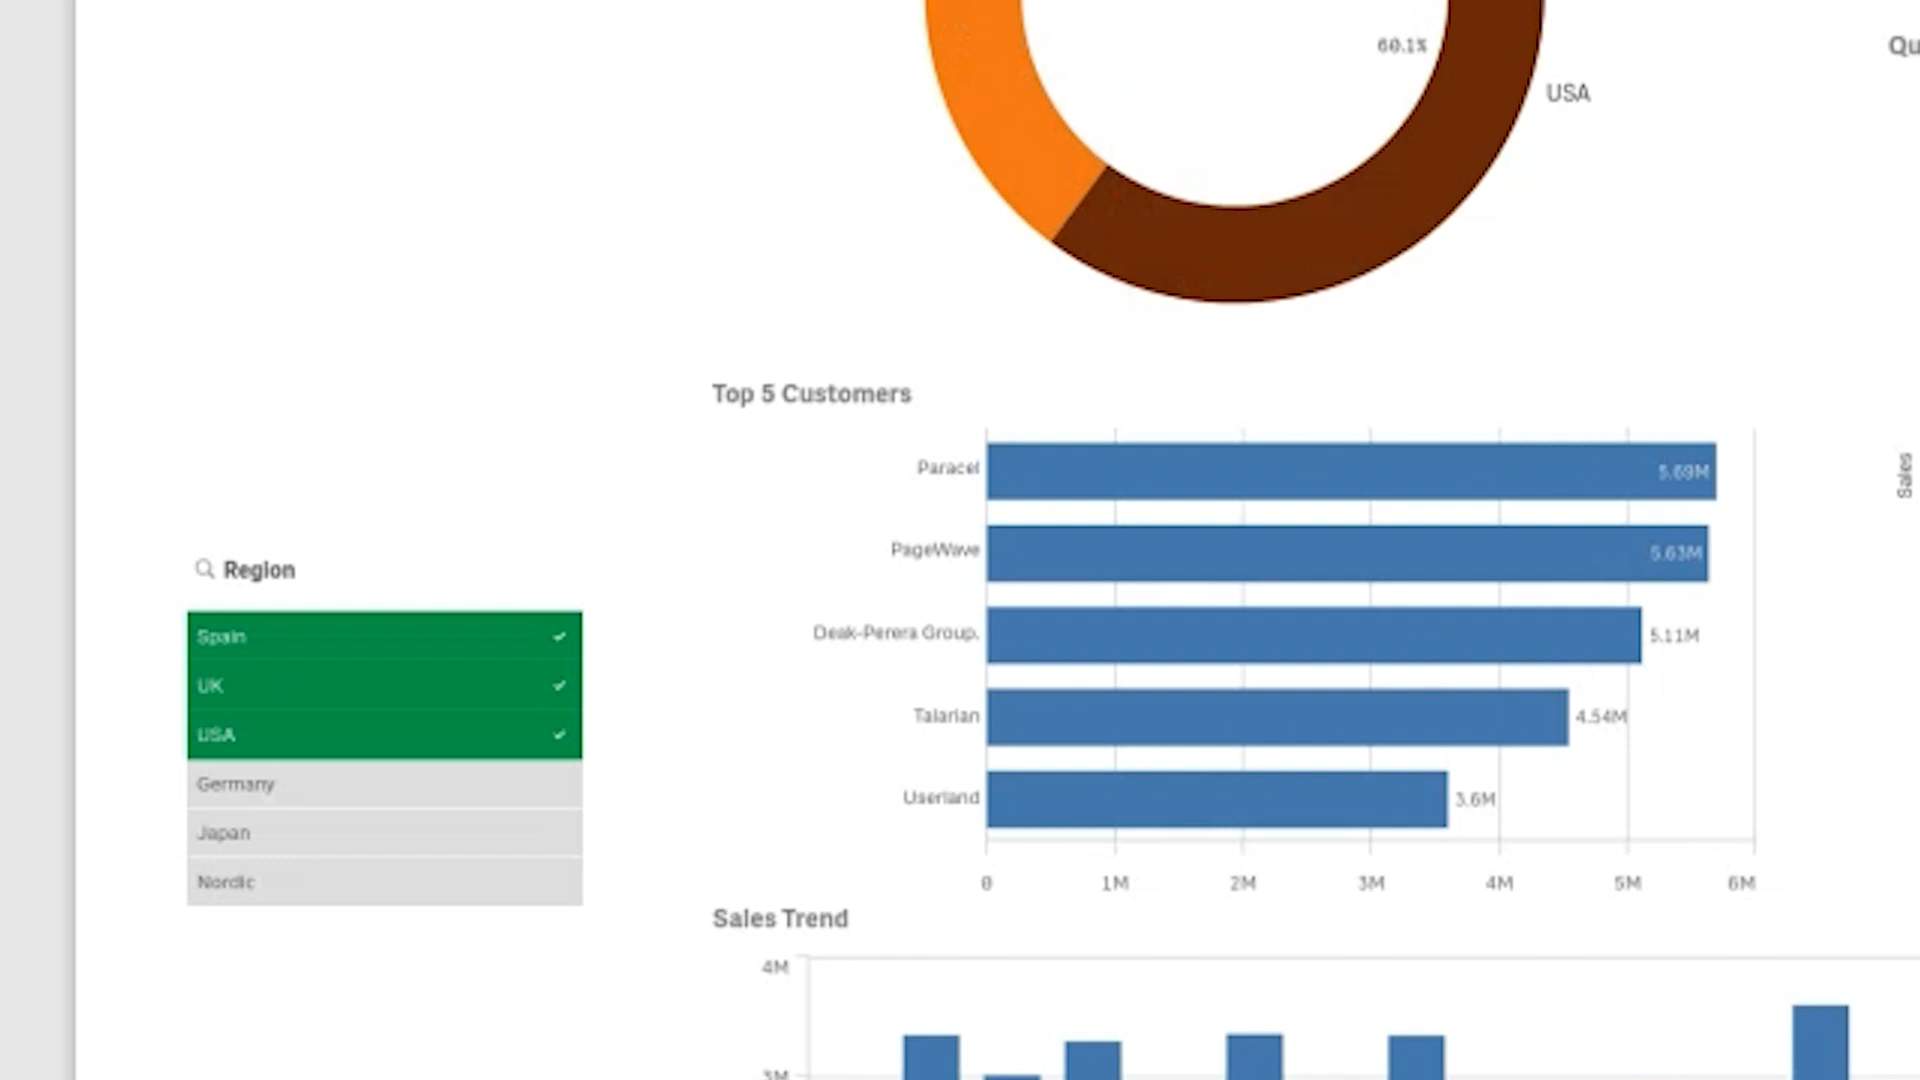 60.1%
USA
Qu
Top 5 Customers
Paracel
5.69M
PageWave
5.63M
Deak-Perera Group.
5.11M
Talarian
4.54M
Userland
3.6M
0 1M 2M 3M 4M 5M 6M
Sales
Region
Spain
UK
USA
Germany
Japan
Nordic
Sales Trend
4M
3M